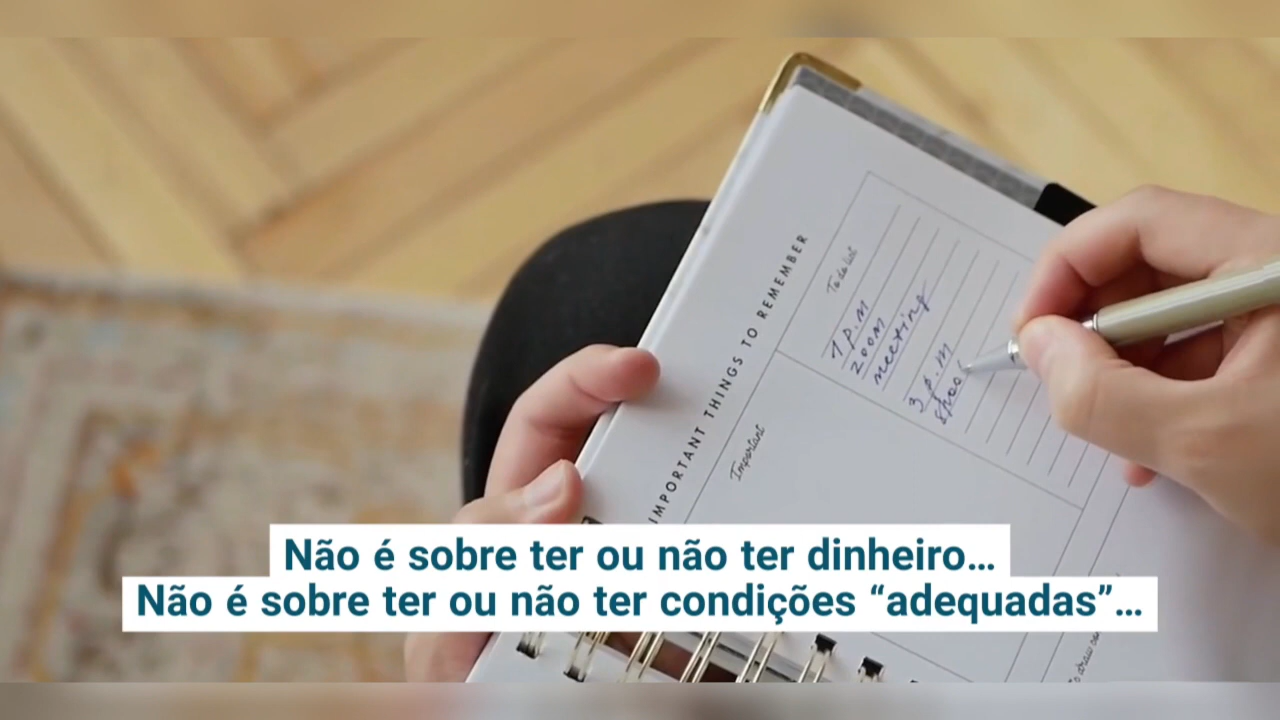 IMPORTANT THINGS TO REMEMBER
To do list
1 p.m
zoom
meeting
3 p.m
Important
Não é sobre ter ou não ter dinheiro...
Não é sobre ter ou não ter condições “adequadas”...